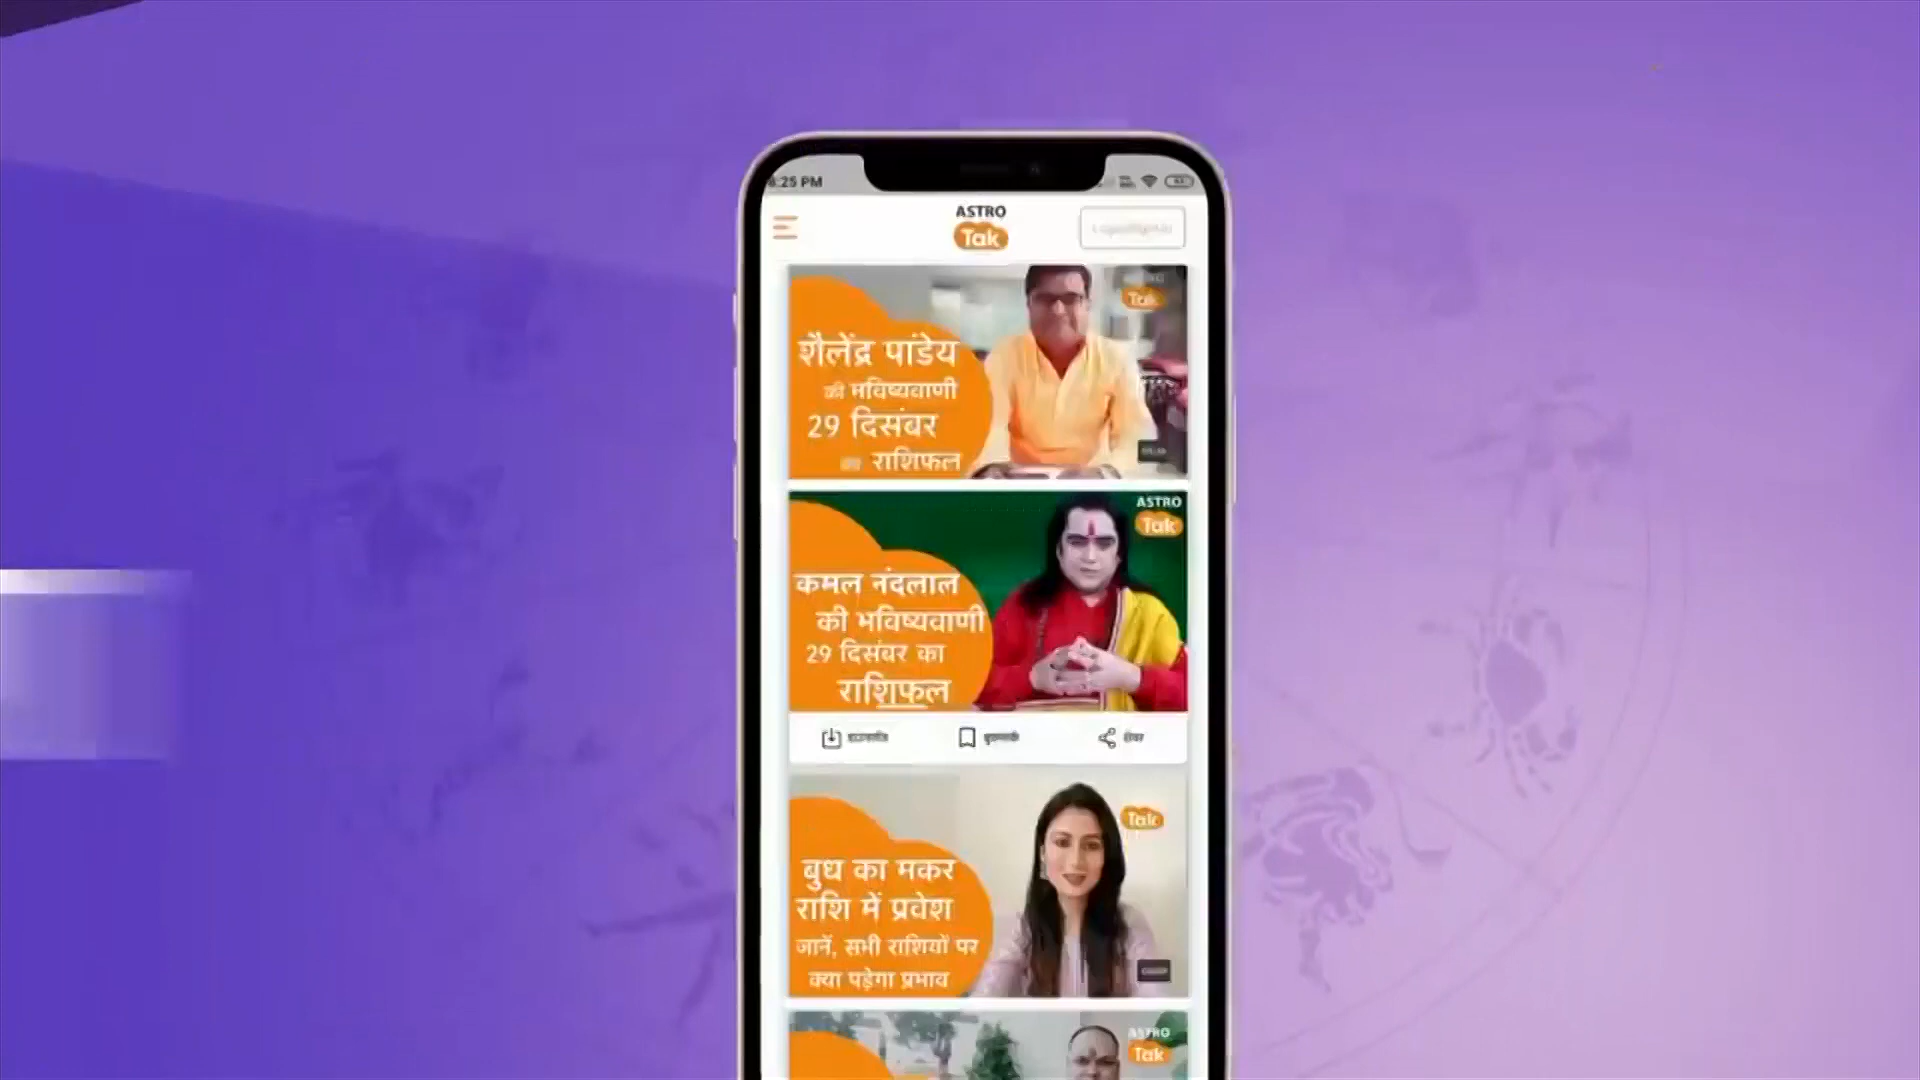 :25 PM
ASTRO
Tak
Tak
शैलेंद्र पांडेय
की भविष्यवाणी
29 दिसंबर
का राशिफल
ASTRO
Tak
कमल नंदलाल
की भविष्यवाणी
29 दिसंबर का
राशिफल
Tak
बुध का मकर
राशि में प्रवेश
जानें, सभी राशियों पर
क्या पड़ेगा प्रभाव
ASTRO
Tak